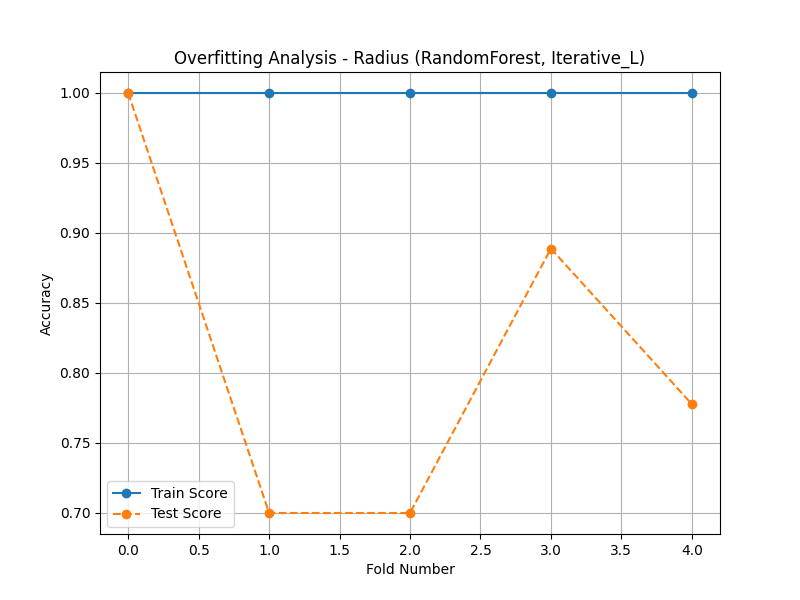 Overfitting Analysis - Radius (RandomForest, Iterative_L)
Accuracy
1.00
0.95
0.90
0.85
0.80
0.75
0.70
Train Score
Test Score
0.0 0.5 1.0 1.5 2.0 2.5 3.0 3.5 4.0
Fold Number